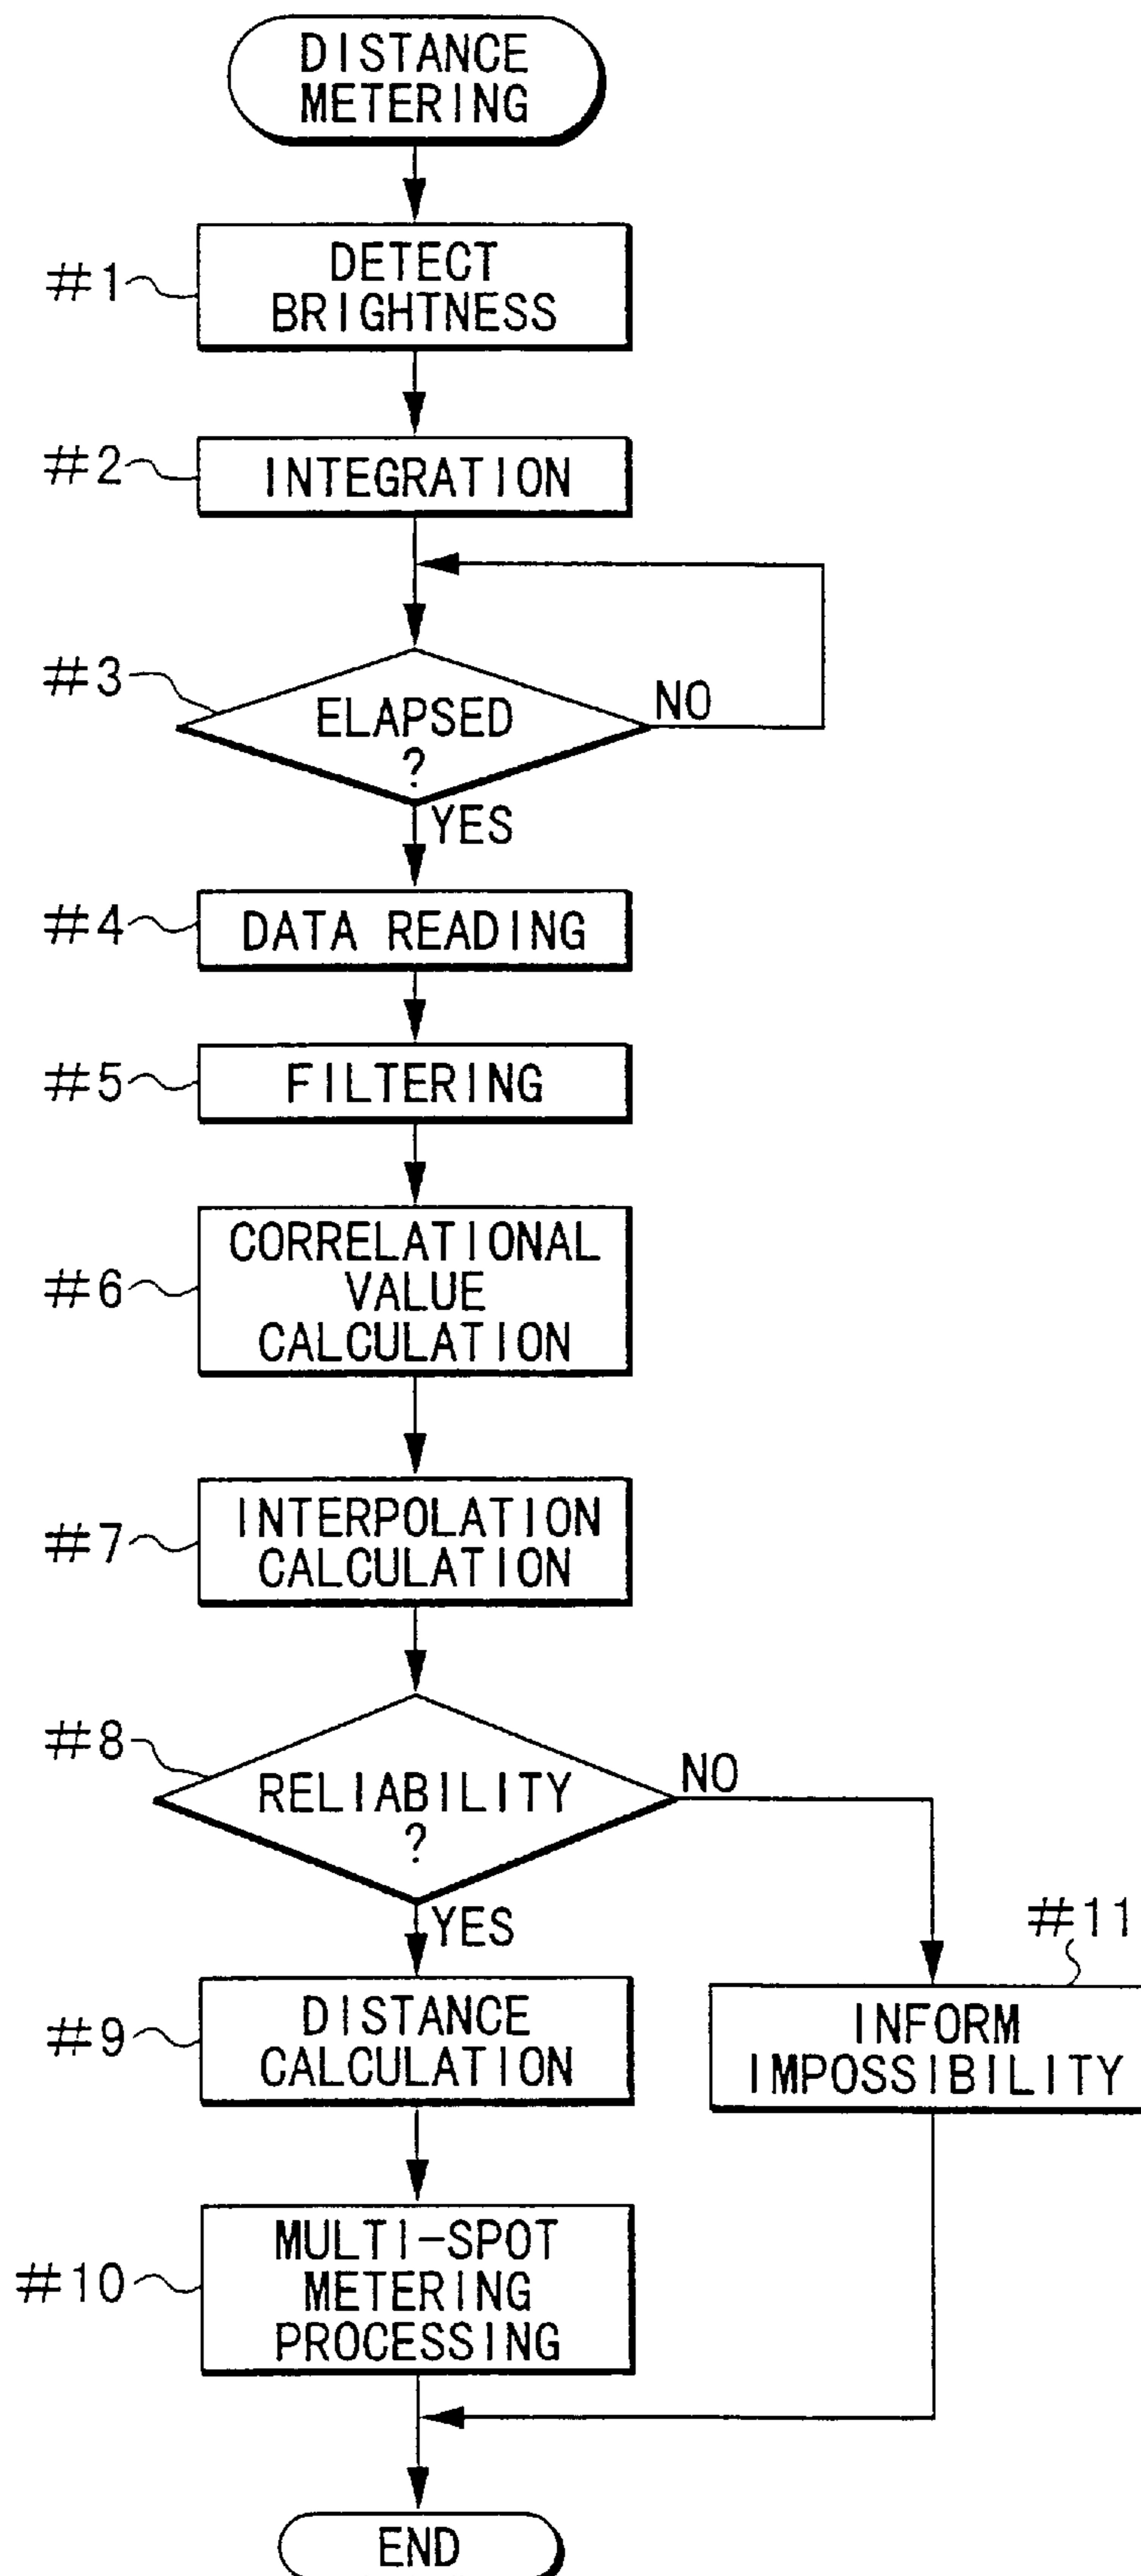 DISTANCE
METERING
#1
DETECT
BRIGHTNESS
#2
INTEGRATION
#3
ELAPSED
?
NO
YES
#4
DATA READING
#5
FILTERING
#6
CORRELATIONAL
VALUE
CALCULATION
#7
INTERPOLATION
CALCULATION
#8
RELIABILITY
?
NO
YES
#9
DISTANCE
CALCULATION
#11
INFORM
IMPOSSIBILITY
#10
MULTI-SPOT
METERING
PROCESSING
END